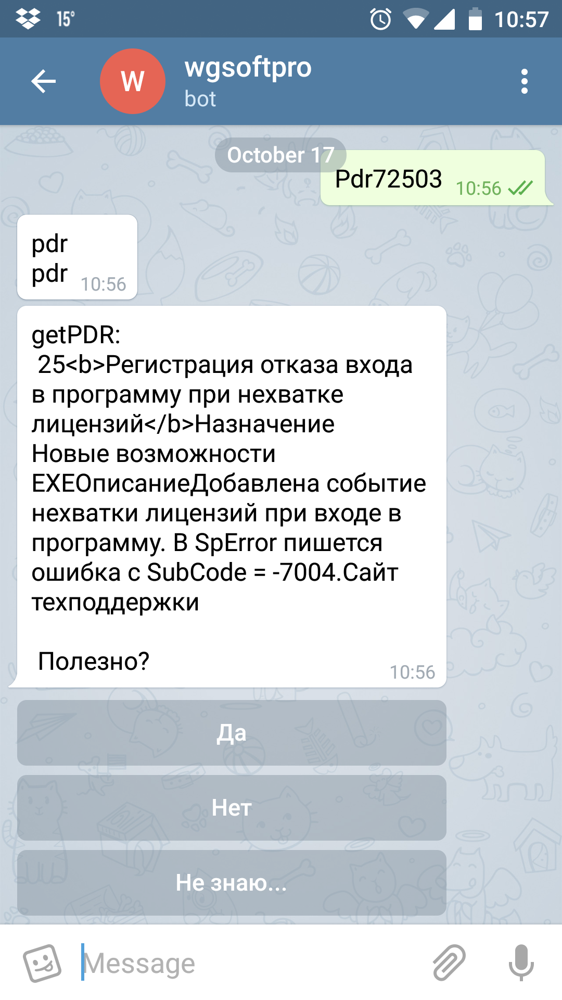 15°
10:57
W
wgsoftpro
bot
October 17
Pdr72503 10:56
pdr
pdr 10:56
getPDR:
25<b>Регистрация отказа входа
в программу при нехватке
лицензий</b>Назначение
Новые возможности
EXEОписаниеДобавлена событие
нехватки лицензий при входе в
программу. В SpError пишется
ошибка с SubCode = -7004.Сайт
техподдержки
Полезно?
10:56
Да
Нет
Не знаю...
Message